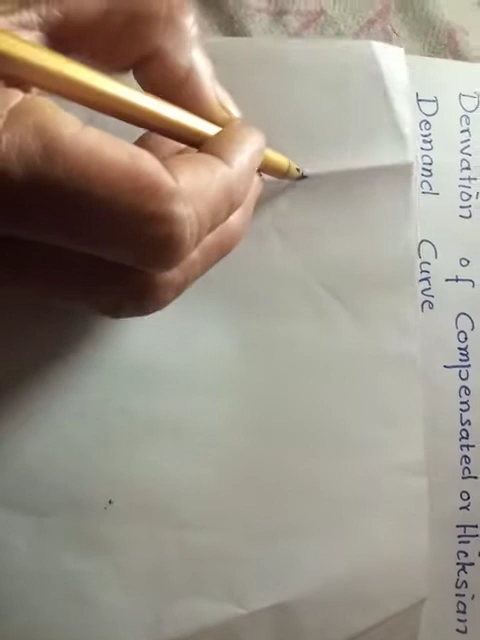 Derivation of Compensated or Hicksian
Demand Curve